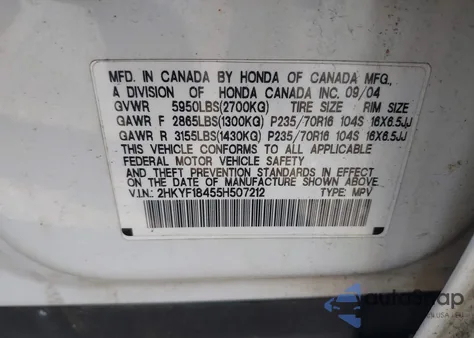 MFD. IN CANADA BY HONDA OF CANADA MFG.,
A DIVISION OF HONDA CANADA INC. 09/04
GVWR 5950LBS(2700KG) TIRE SIZE RIM SIZE
GAWR F 2865LBS(1300KG) P235/70R16 104S 16X6.5JJ
GAWR R 3155LBS(1430KG) P235/70R16 104S 16X6.5JJ
THIS VEHICLE CONFORMS TO ALL APPLICABLE
FEDERAL MOTOR VEHICLE SAFETY
AND THEFT PREVENTION STANDARDS IN EFFECT
ON THE DATE OF MANUFACTURE SHOWN ABOVE.
V.I.N.: 2HKYF18455H507212 TYPE: MPV
autosnap